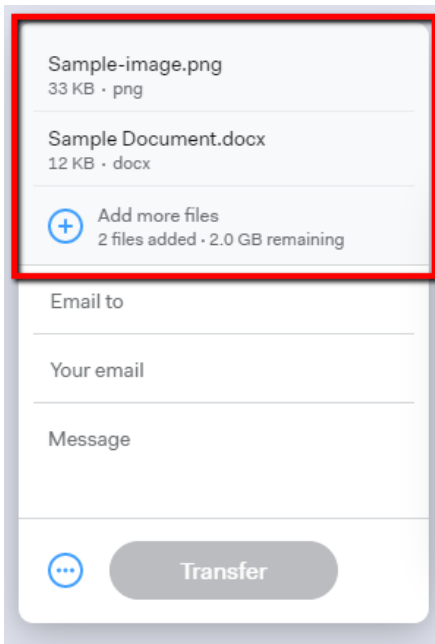 Sample-image.png
33 KB · png
Sample Document.docx
12 KB · docx
Add more files
2 files added · 2.0 GB remaining
Email to
Your email
Message
Transfer